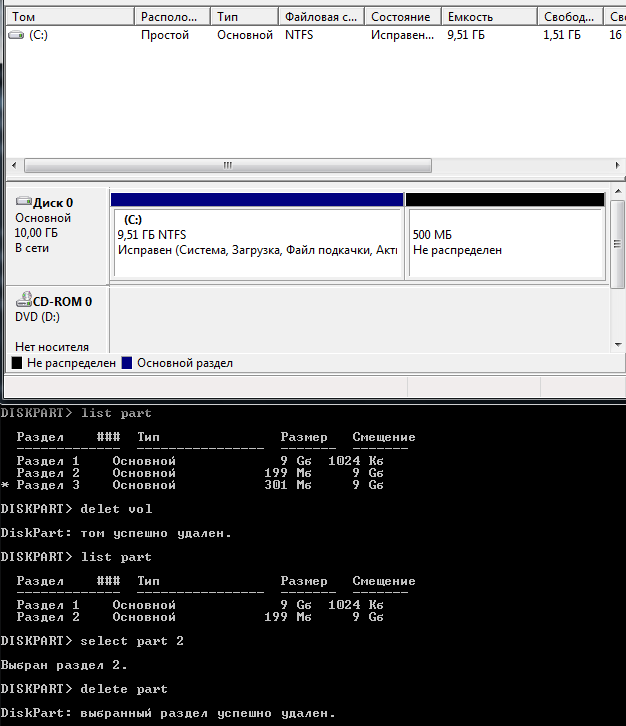 Том Располо... Тип Файловая с... Состояние Емкость Свобод... Сво
(C:) Простой Основной NTFS Исправен... 9,51 ГБ 1,51 ГБ 16
Диск 0
Основной
10,00 ГБ
В сети
(C:)
9,51 ГБ NTFS
Исправен (Система, Загрузка, Файл подкачки, Акти
500 МБ
Не распределен
CD-ROM 0
DVD (D:)
Нет носителя
Не распределен Основной раздел
DISKPART> list part
Раздел ### Тип Размер Смещение
------------- ---------------- ------- -------
Раздел 1 Основной 9 Gб 1024 Kб
Раздел 2 Основной 199 Mб 9 Gб
* Раздел 3 Основной 301 Mб 9 Gб
DISKPART> delet vol
DiskPart: том успешно удален.
DISKPART> list part
Раздел ### Тип Размер Смещение
------------- ---------------- ------- -------
Раздел 1 Основной 9 Gб 1024 Kб
Раздел 2 Основной 199 Mб 9 Gб
DISKPART> select part 2
Выбран раздел 2.
DISKPART> delete part
DiskPart: выбранный раздел успешно удален.